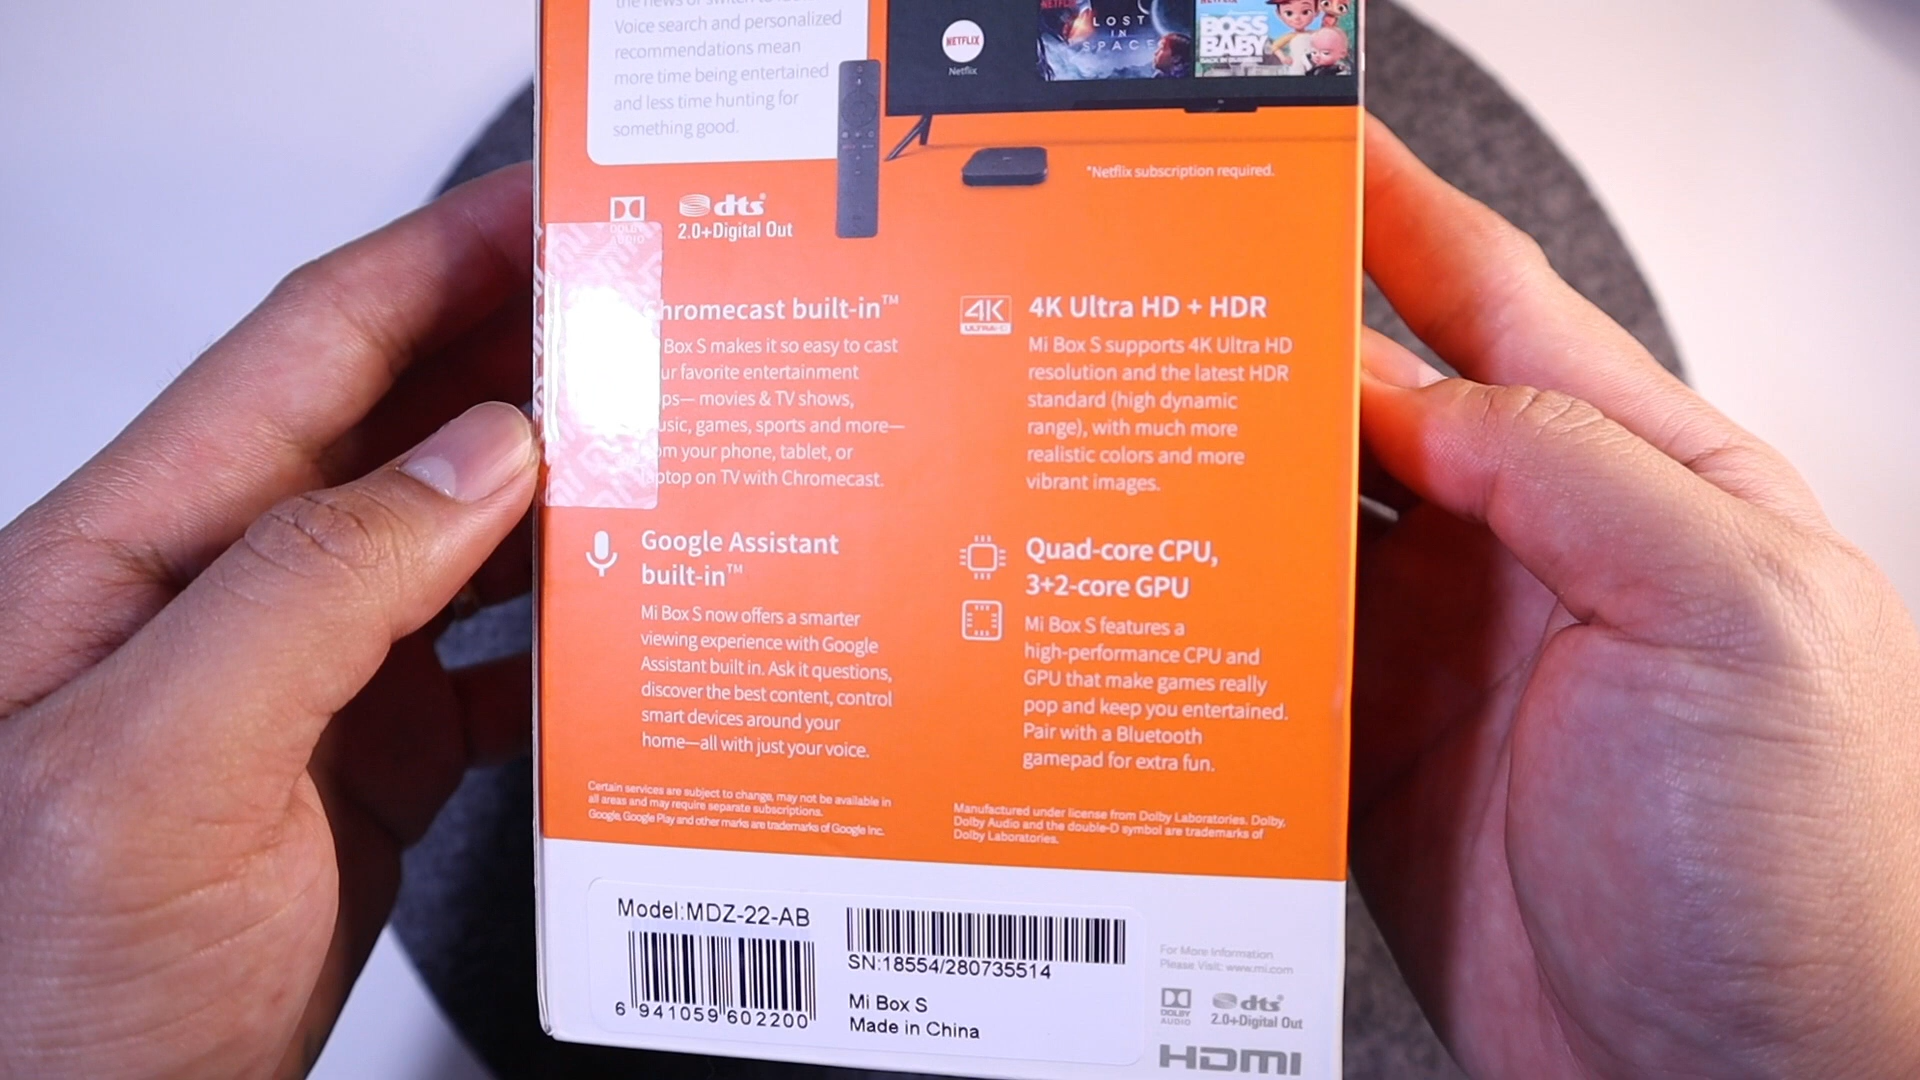 Voice search and personalized
recommendations mean
more time being entertained
and less time hunting for
something good.
NETFLIX
Netflix
NETFLIX
LOST
IN
SPACE
BOSS
BABY
BACK IN BUSINESS
*Netflix subscription required.
DOLBY
AUDIO
dts
2.0+Digital Out
Chromecast built-in™
Box S makes it so easy to cast
favorite entertainment
movies & TV shows,
music, games, sports and more—
your phone, tablet, or
laptop on TV with Chromecast.
4K
ULTRA HD
4K Ultra HD + HDR
Mi Box S supports 4K Ultra HD
resolution and the latest HDR
standard (high dynamic
range), with much more
realistic colors and more
vibrant images.
Google Assistant
built-in™
Mi Box S now offers a smarter
viewing experience with Google
Assistant built in. Ask it questions,
discover the best content, control
smart devices around your
home—all with just your voice.
Quad-core CPU,
3+2-core GPU
Mi Box S features a
high-performance CPU and
GPU that make games really
pop and keep you entertained.
Pair with a Bluetooth
gamepad for extra fun.
Certain services are subject to change, may not be available in
all areas and may require separate subscriptions.
Google, Google Play and other marks are trademarks of Google Inc.
Manufactured under license from Dolby Laboratories. Dolby,
Dolby Audio and the double-D symbol are trademarks of
Dolby Laboratories.
Model:MDZ-22-AB
6 941059 602200
SN:18554/280735514
Mi Box S
Made in China
For More Information
Please Visit: www.mi.com
DOLBY
AUDIO
dts
2.0+Digital Out
HDMI